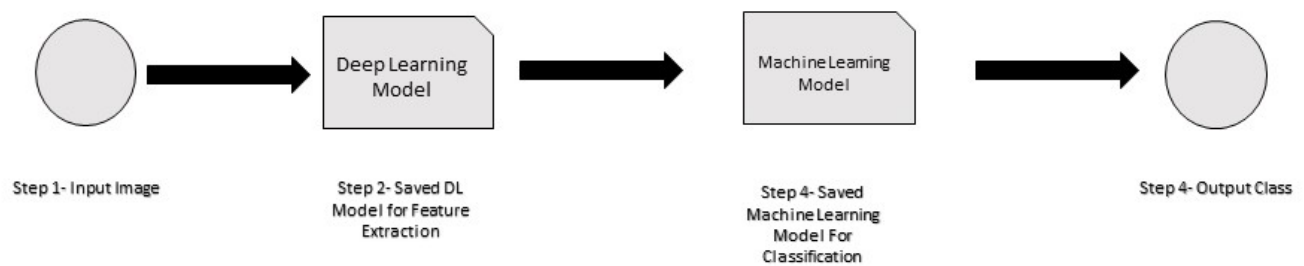 Deep Learning
Model
Machine Learning
Model
Step 1- Input Image
Step 2- Saved DL
Model for Feature
Extraction
Step 4- Saved
Machine Learning
Model For
Classification
Step 4- Output Class